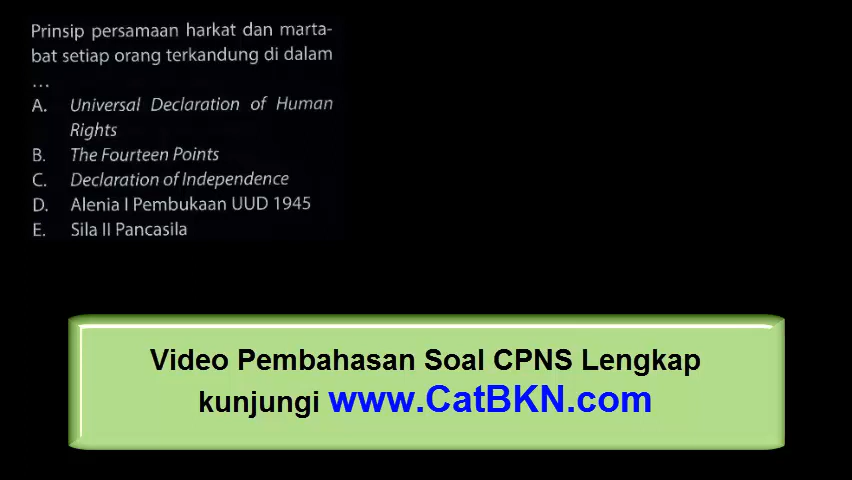 Prinsip persamaan harkat dan marta-
bat setiap orang terkandung di dalam
...
A. Universal Declaration of Human
Rights
B. The Fourteen Points
C. Declaration of Independence
D. Alenia I Pembukaan UUD 1945
E. Sila II Pancasila
Video Pembahasan Soal CPNS Lengkap
kunjungi www.CatBKN.com